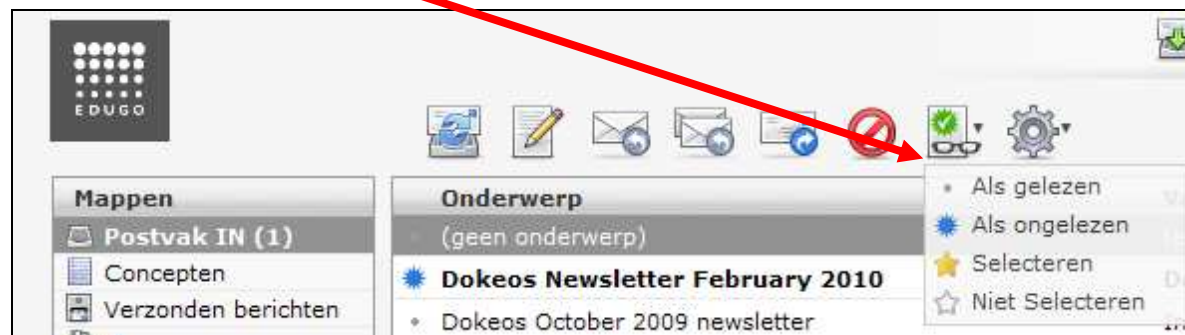 EDUGO
Mappen
Postvak IN (1)
Concepten
Verzonden berichten
Onderwerp
(geen onderwerp)
Dokeos Newsletter February 2010
Dokeos October 2009 newsletter
Als gelezen
Als ongelezen
Selecteren
Niet Selecteren